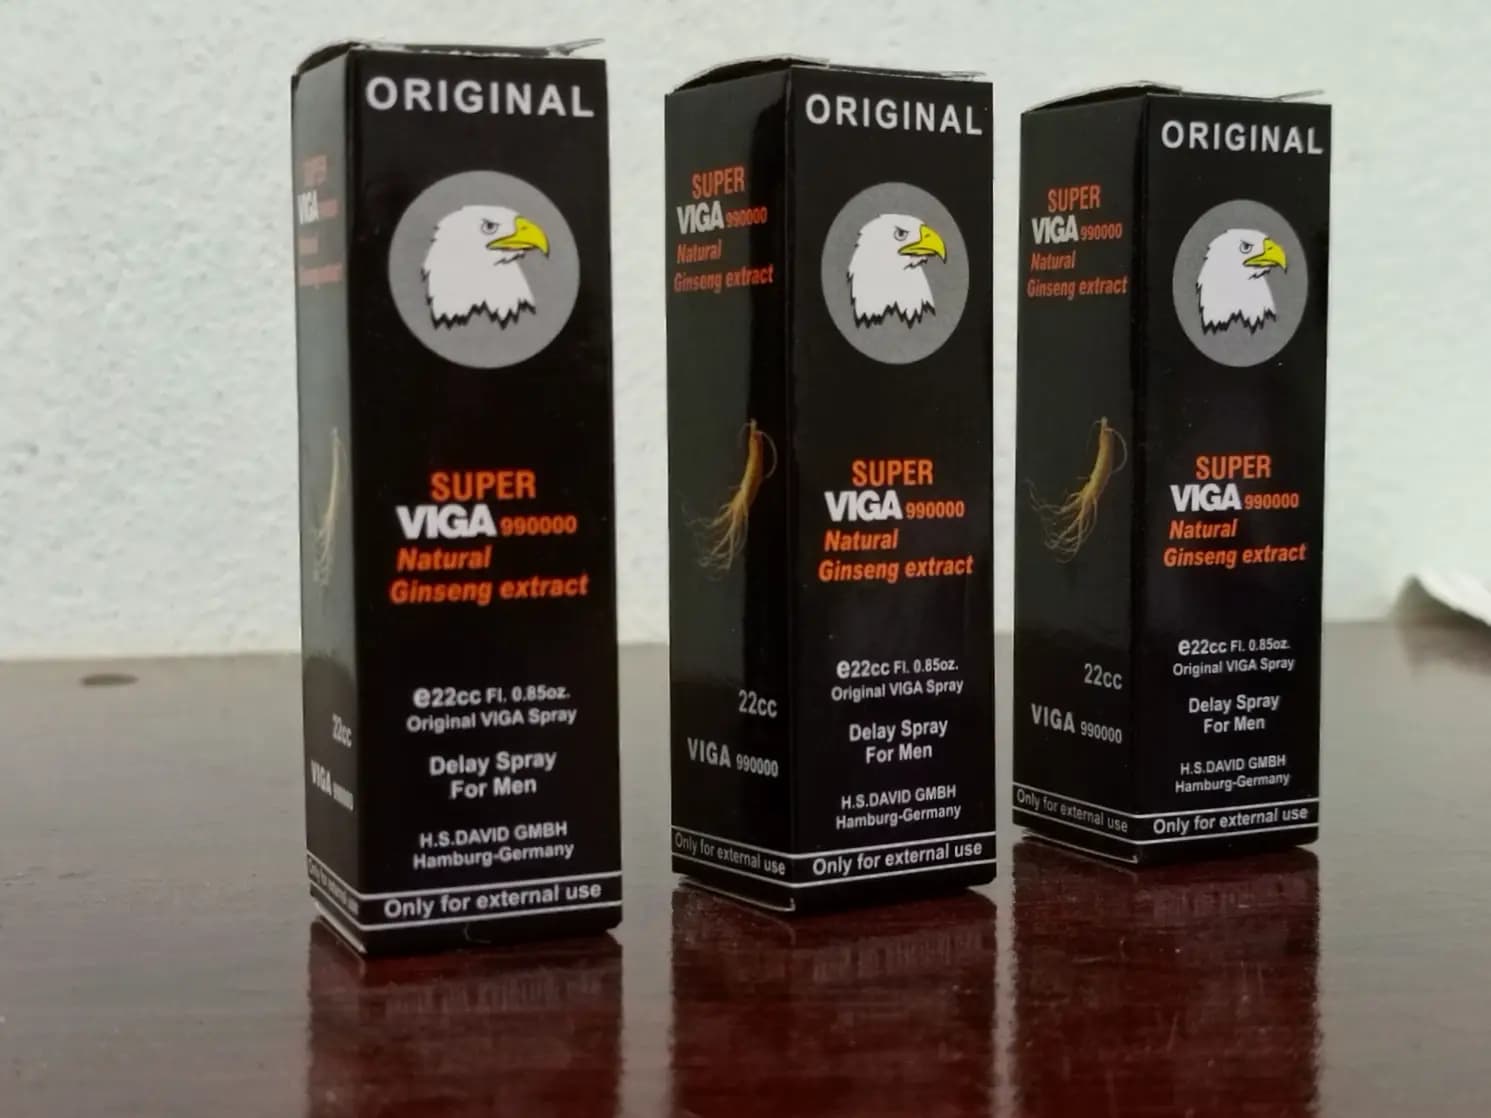 ORIGINAL
SUPER
VIGA 990000
Natural
Ginseng extract
e22cc Fl. 0.85oz.
Original VIGA Spray
Delay Spray
For Men
H.S.DAVID GMBH
Hamburg-Germany
Only for external use
VIGA
22cc
VIGA
SUPER
VIGA 990000
Natural
Ginseng extract
22cc
VIGA 990000
Only for external use
ORIGINAL
SUPER
VIGA 990000
Natural
Ginseng extract
e22cc Fl. 0.85oz.
Original VIGA Spray
Delay Spray
For Men
H.S.DAVID GMBH
Hamburg-Germany
Only for external use
SUPER
VIGA 990000
Natural
Ginseng extract
22cc
VIGA 990000
Only for external use
ORIGINAL
SUPER
VIGA 990000
Natural
Ginseng extract
e22cc Fl. 0.85oz.
Original VIGA Spray
Delay Spray
For Men
H.S.DAVID GMBH
Hamburg-Germany
Only for external use